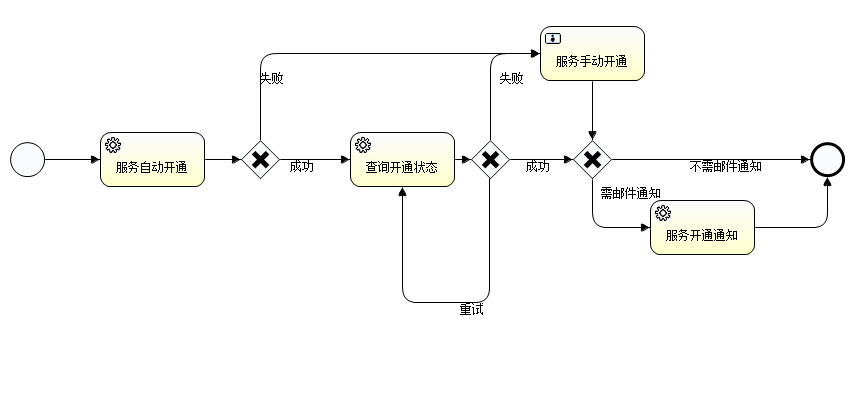 失败
失败
服务手动开通
服务自动开通
成功
查询开通状态
成功
不需邮件通知
需邮件通知
服务开通通知
重试